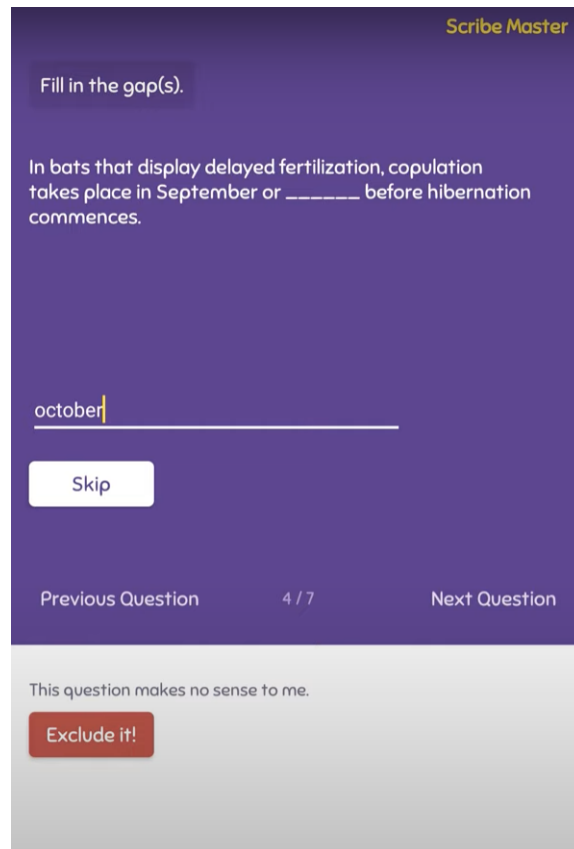 Scribe Master
Fill in the gap(s).
In bats that display delayed fertilization, copulation
takes place in September or ______ before hibernation
commences.
october
Skip
Previous Question
4 / 7
Next Question
This question makes no sense to me.
Exclude it!